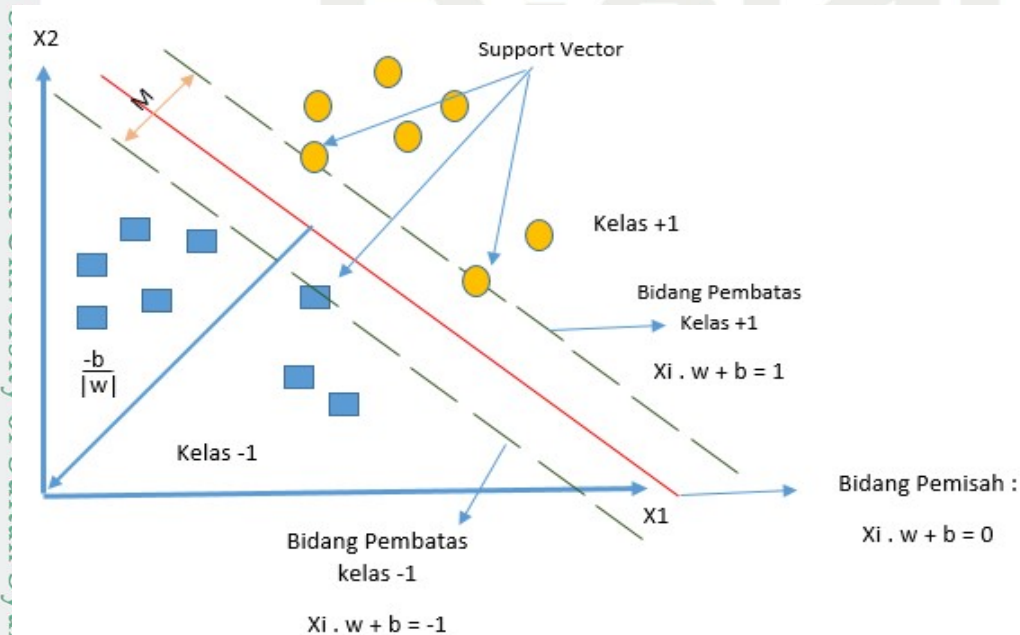 X2
Support Vector
M
Kelas +1
Bidang Pembatas
Kelas +1
Xi . w + b = 1
-b
|w|
Kelas -1
Bidang Pemisah :
X1
Xi . w + b = 0
Bidang Pembatas
kelas -1
Xi . w + b = -1